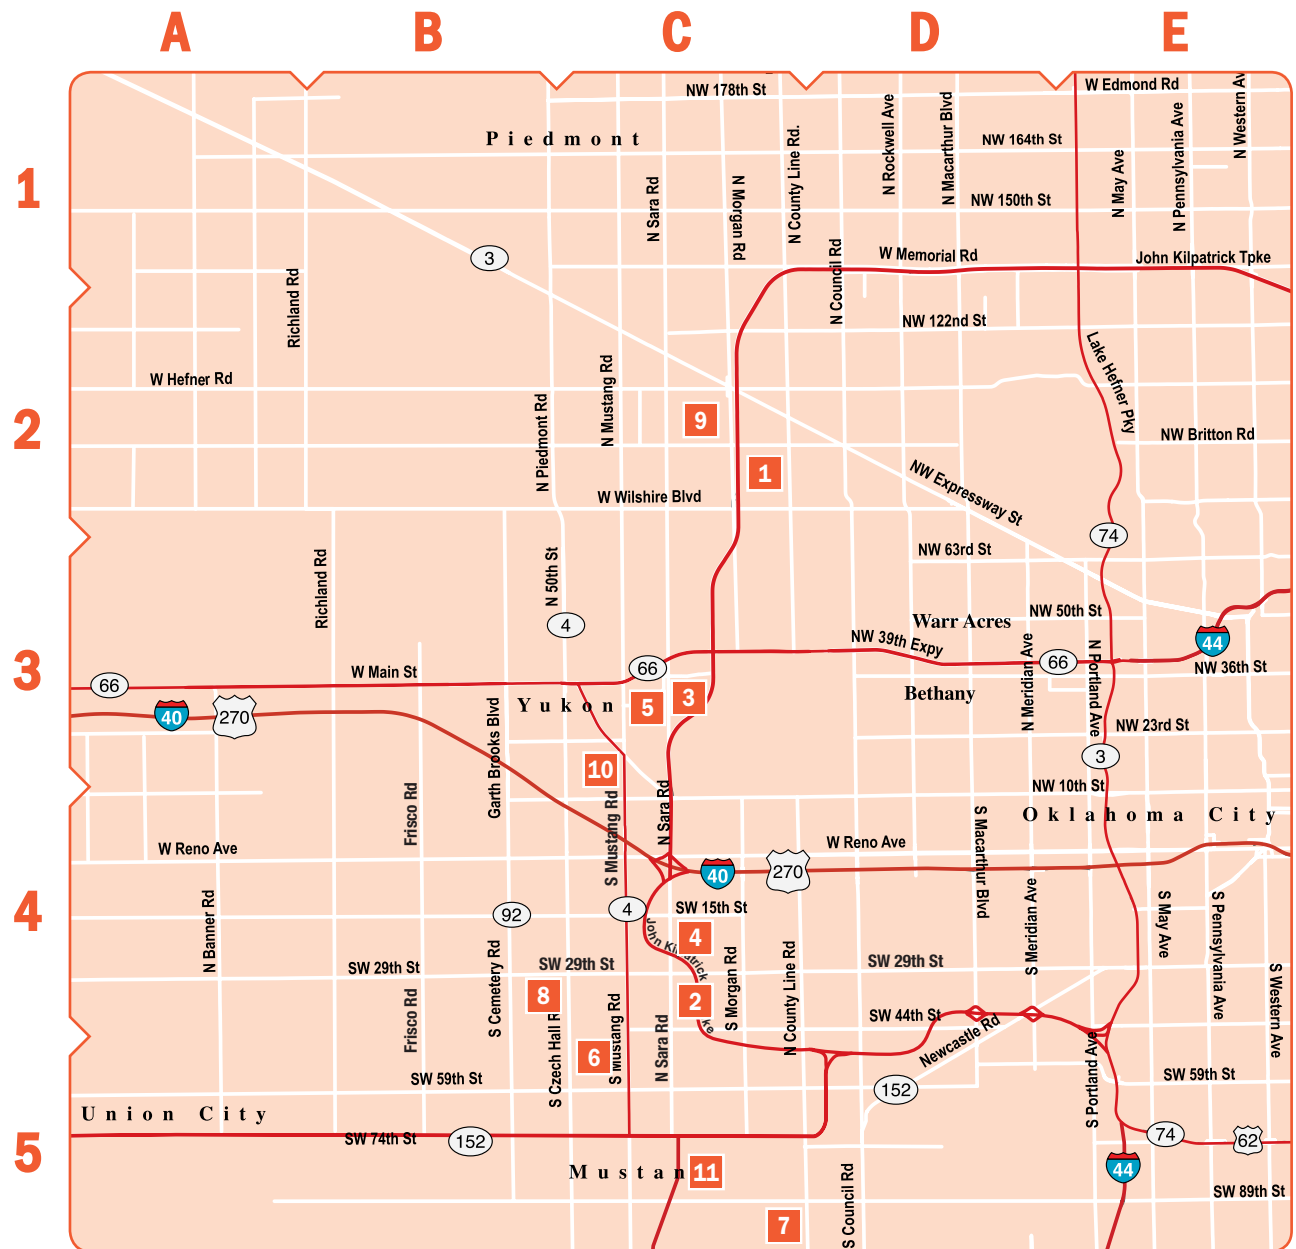 A B C D E
1
2
3
4
5
W Edmond Rd
NW 178th St
Piedmont
NW 164th St
NW 150th St
N Sara Rd
N Morgan Rd
N County Line Rd.
N Rockwell Ave
N Macarthur Blvd
N May Ave
N Pennsylvania Ave
N Western Av
3
W Memorial Rd
John Kilpatrick Tpke
Richland Rd
N Council Rd
NW 122nd St
Lake Hefner Pky
W Hefner Rd
N Mustang Rd
N Piedmont Rd
9
NW Britton Rd
1
NW Expressway St
W Wilshire Blvd
74
NW 63rd St
Richland Rd
N 50th St
4
NW 50th St
Warr Acres
44
NW 39th Expy
66
66
66
W Main St
NW 36th St
N Meridian Ave
N Portland Ave
Bethany
3
5
Yukon
40
270
NW 23rd St
Garth Brooks Blvd
3
10
NW 10th St
Frisco Rd
S Mustang Rd
N Sara Rd
Oklahoma City
W Reno Ave
W Reno Ave
40
270
S Macarthur Blvd
S Meridian Ave
S May Ave
S Pennsylvania Ave
S Western Ave
N Banner Rd
92
4
SW 15th St
4
John Ki
atrick
ke
SW 29th St
SW 29th St
SW 29th St
S Cemetery Rd
8
2
S Morgan Rd
N County Line Rd
Frisco Rd
S Czech Hall R
S Mustang Rd
N Sara Rd
SW 44th St
Newcastle Rd
6
S Portland Ave
SW 59th St
SW 59th St
152
Union City
SW 74th St
152
74
62
44
Mustan
11
S Council Rd
SW 89th St
7